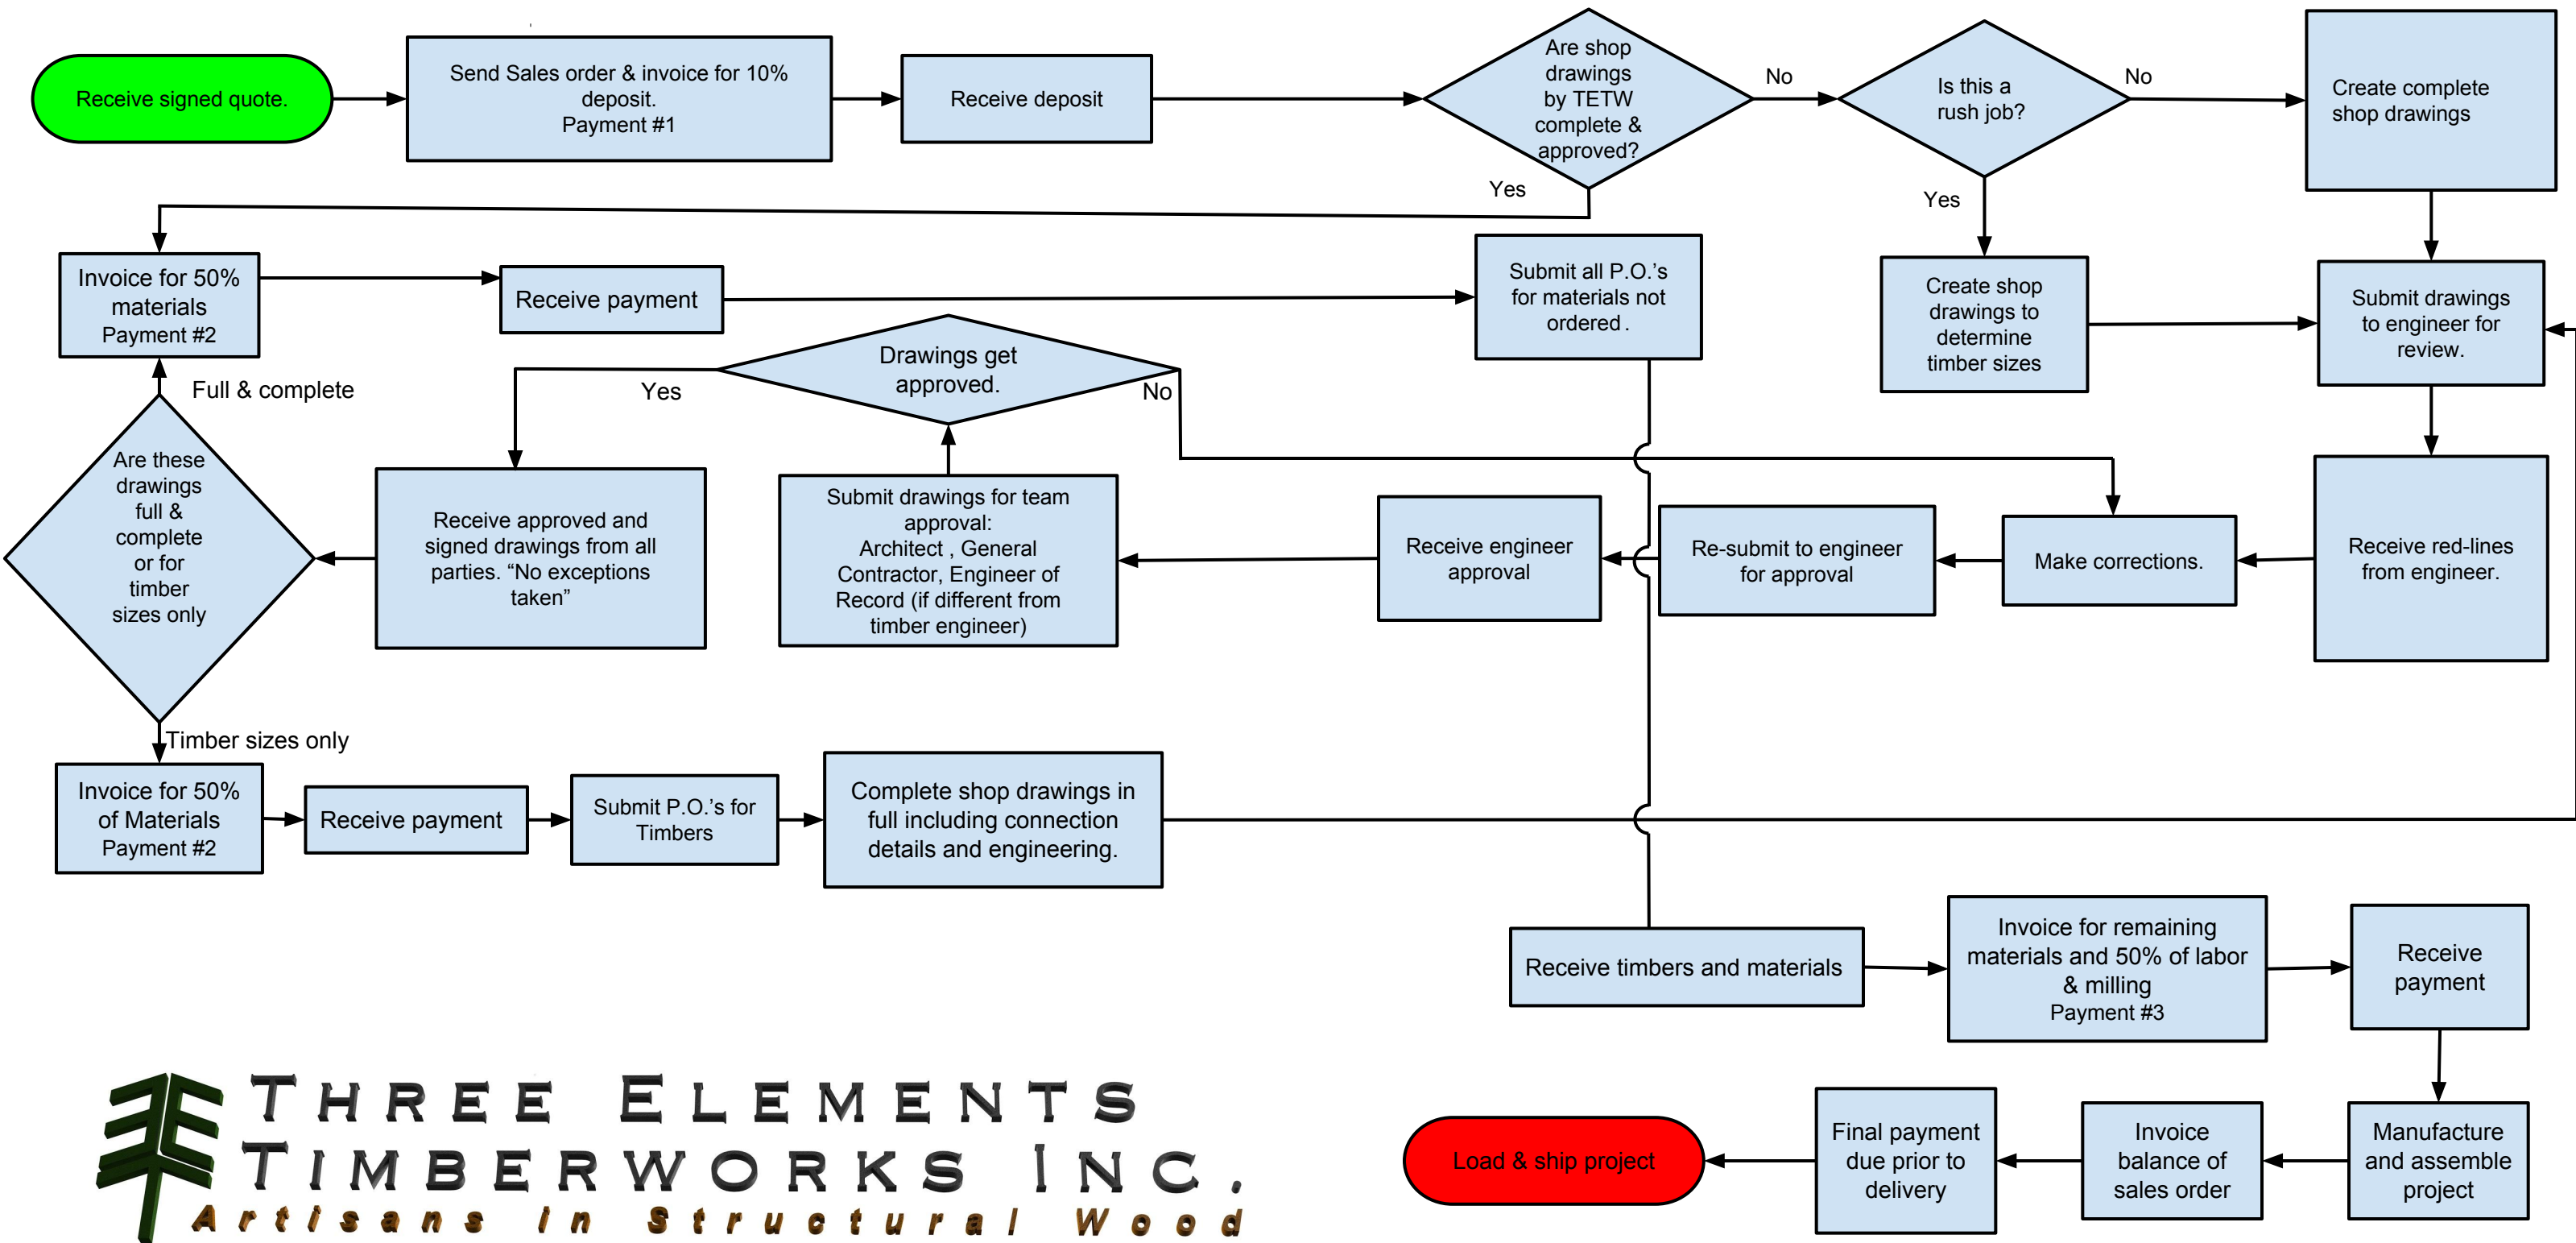 Receive signed quote.
Send Sales order & invoice for 10%
deposit.
Payment #1
Receive deposit
Are shop
drawings
by TETW
complete &
approved?
No
Yes
Is this a
rush job?
No
Yes
Create complete
shop drawings
Invoice for 50%
materials
Payment #2
Receive payment
Submit all P.O.'s
for materials not
ordered .
Create shop
drawings to
determine
timber sizes
Submit drawings
to engineer for
review.
Full & complete
Drawings get
approved.
Yes
No
Are these
drawings
full &
complete
or for
timber
sizes only
Receive approved and
signed drawings from all
parties. “No exceptions
taken”
Submit drawings for team
approval:
Architect , General
Contractor, Engineer of
Record (if different from
timber engineer)
Receive engineer
approval
Re-submit to engineer
for approval
Make corrections.
Receive red-lines
from engineer.
Timber sizes only
Invoice for 50%
of Materials
Payment #2
Receive payment
Submit P.O.'s for
Timbers
Complete shop drawings in
full including connection
details and engineering.
Receive timbers and materials
Invoice for remaining
materials and 50% of labor
& milling
Payment #3
Receive
payment
Load & ship project
Final payment
due prior to
delivery
Invoice
balance of
sales order
Manufacture
and assemble
project
THREE ELEMENTS
TIMBERWORKS INC.
Artisans in Structural Wood